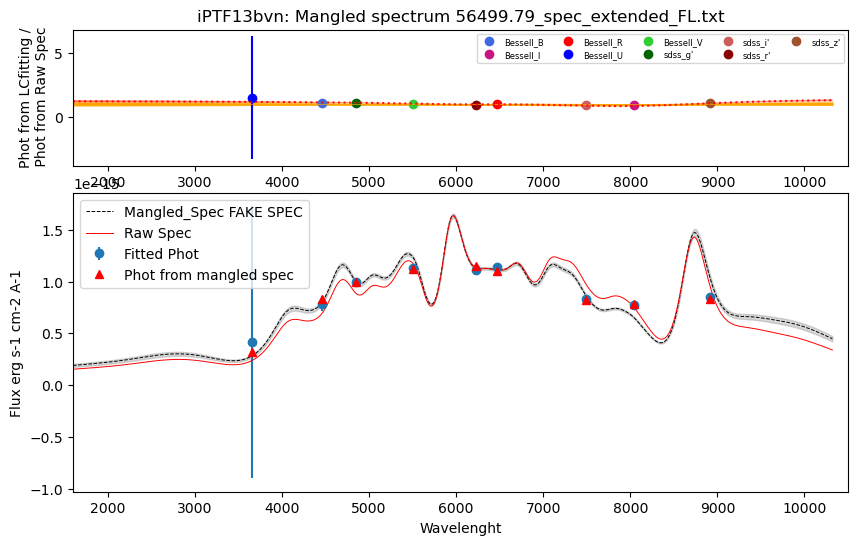 iPTF13bvn: Mangled spectrum 56499.79_spec_extended_FL.txt
Phot from LCfitting /
Phot from Raw Spec
5
0
Bessell_B
Bessell_I
Bessell_R
Bessell_U
Bessell_V
sdss_g'
sdss_i'
sdss_r'
sdss_z'
2000 3000 4000 5000 6000 7000 8000 9000 10000
1e−15
Flux erg s-1 cm-2 A-1
1.5
1.0
0.5
0.0
−0.5
−1.0
Mangled_Spec FAKE SPEC
Raw Spec
Fitted Phot
Phot from mangled spec
2000 3000 4000 5000 6000 7000 8000 9000 10000
Wavelenght